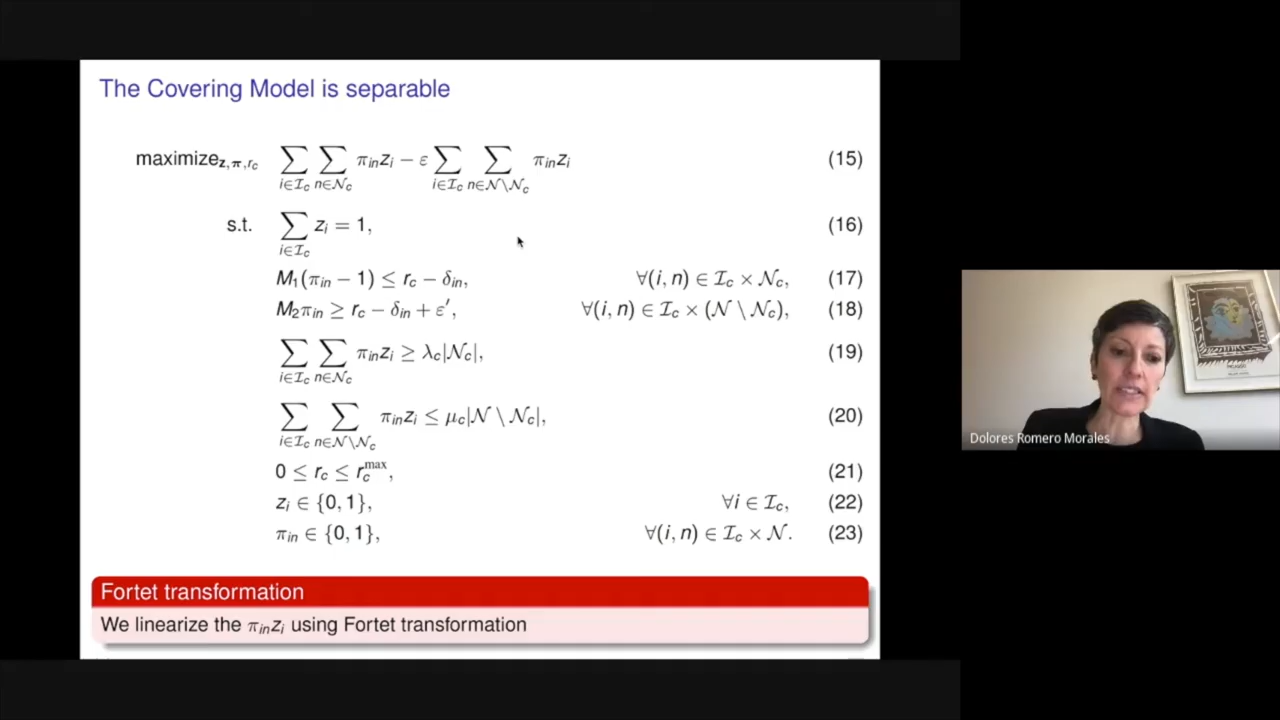 The Covering Model is separable
maximize_{z,π,r_c} ∑_{i∈I_c} ∑_{n∈N_c} π_{in} z_i − ε ∑_{i∈I_c} ∑_{n∈N\N_c} π_{in} z_i (15)
s.t. ∑_{i∈I_c} z_i = 1, (16)
M_1(π_{in} − 1) ≤ r_c − δ_{in}, ∀(i, n) ∈ I_c × N_c, (17)
M_2 π_{in} ≥ r_c − δ_{in} + ε′, ∀(i, n) ∈ I_c × (N \ N_c), (18)
∑_{i∈I_c} ∑_{n∈N_c} π_{in} z_i ≥ λ_c|N_c|, (19)
∑_{i∈I_c} ∑_{n∈N\N_c} π_{in} z_i ≤ μ_c|N \ N_c|, (20)
0 ≤ r_c ≤ r_c^{max}, (21)
z_i ∈ {0, 1}, ∀i ∈ I_c, (22)
π_{in} ∈ {0, 1}, ∀(i, n) ∈ I_c × N. (23)
Fortet transformation
We linearize the π_{in} z_i using Fortet transformation
Dolores Romero Morales